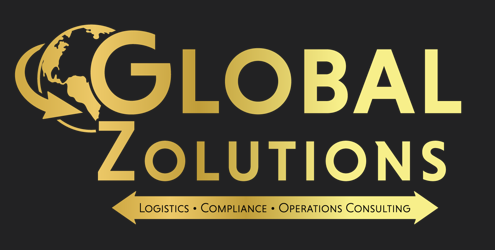 GLOBAL
ZOLUTIONS
LOGISTICS • COMPLIANCE • OPERATIONS CONSULTING